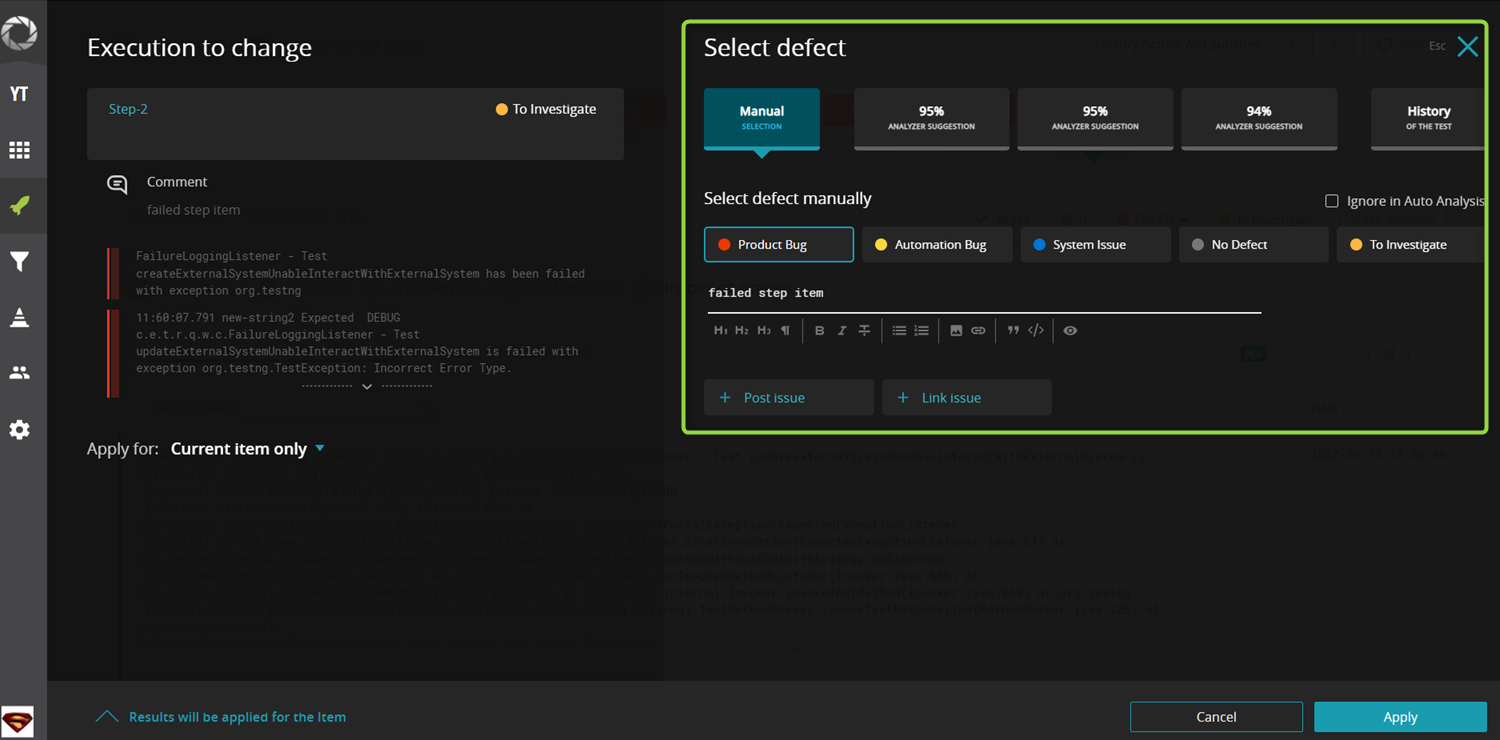 YT
Execution to change
Step-2
To Investigate
Comment
failed step item
FailureLoggingListener - Test
createExternalSystemUnableInteractWithExternalSystem has been failed
with exception org.testng
11:60:07.791 new-string2 Expected  DEBUG
c.e.t.r.q.w.c.FailureLoggingListener - Test
updateExternalSystemUnableInteractWithExternalSystem is failed with
exception org.testng.TestException: Incorrect Error Type.
Apply for: Current item only
Select defect
Esc
Manual
SELECTION
95%
ANALYZER SUGGESTION
95%
ANALYZER SUGGESTION
94%
ANALYZER SUGGESTION
History
OF THE TEST
Select defect manually
Ignore in Auto Analysis
Product Bug
Automation Bug
System Issue
No Defect
To Investigate
failed step item
H1 H2 H3 ¶ B I T </>
+ Post issue
+ Link issue
Results will be applied for the Item
Cancel
Apply